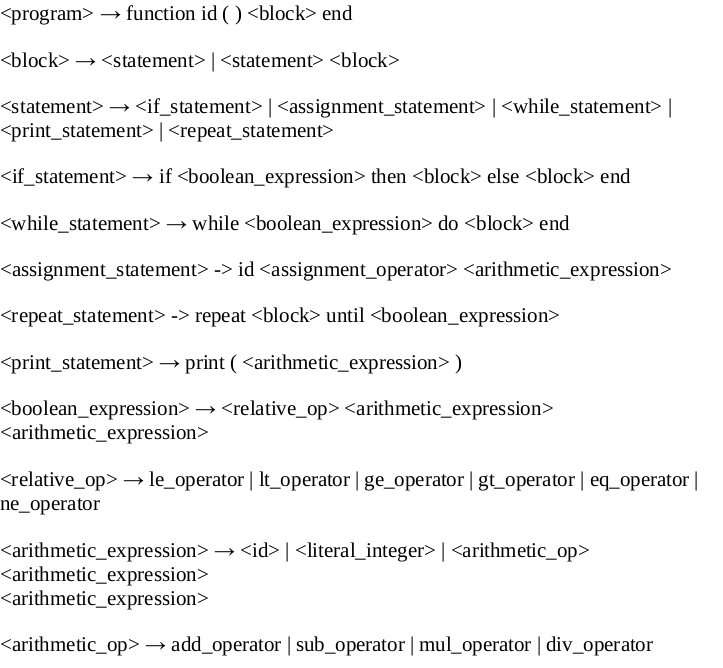 <program> → function id ( ) <block> end
<block> → <statement> | <statement> <block>
<statement> → <if_statement> | <assignment_statement> | <while_statement> |
<print_statement> | <repeat_statement>
<if_statement> → if <boolean_expression> then <block> else <block> end
<while_statement> → while <boolean_expression> do <block> end
<assignment_statement> -> id <assignment_operator> <arithmetic_expression>
<repeat_statement> -> repeat <block> until <boolean_expression>
<print_statement> → print ( <arithmetic_expression> )
<boolean_expression> → <relative_op> <arithmetic_expression>
<arithmetic_expression>
<relative_op> → le_operator | lt_operator | ge_operator | gt_operator | eq_operator |
ne_operator
<arithmetic_expression> → <id> | <literal_integer> | <arithmetic_op>
<arithmetic_expression>
<arithmetic_expression>
<arithmetic_op> → add_operator | sub_operator | mul_operator | div_operator